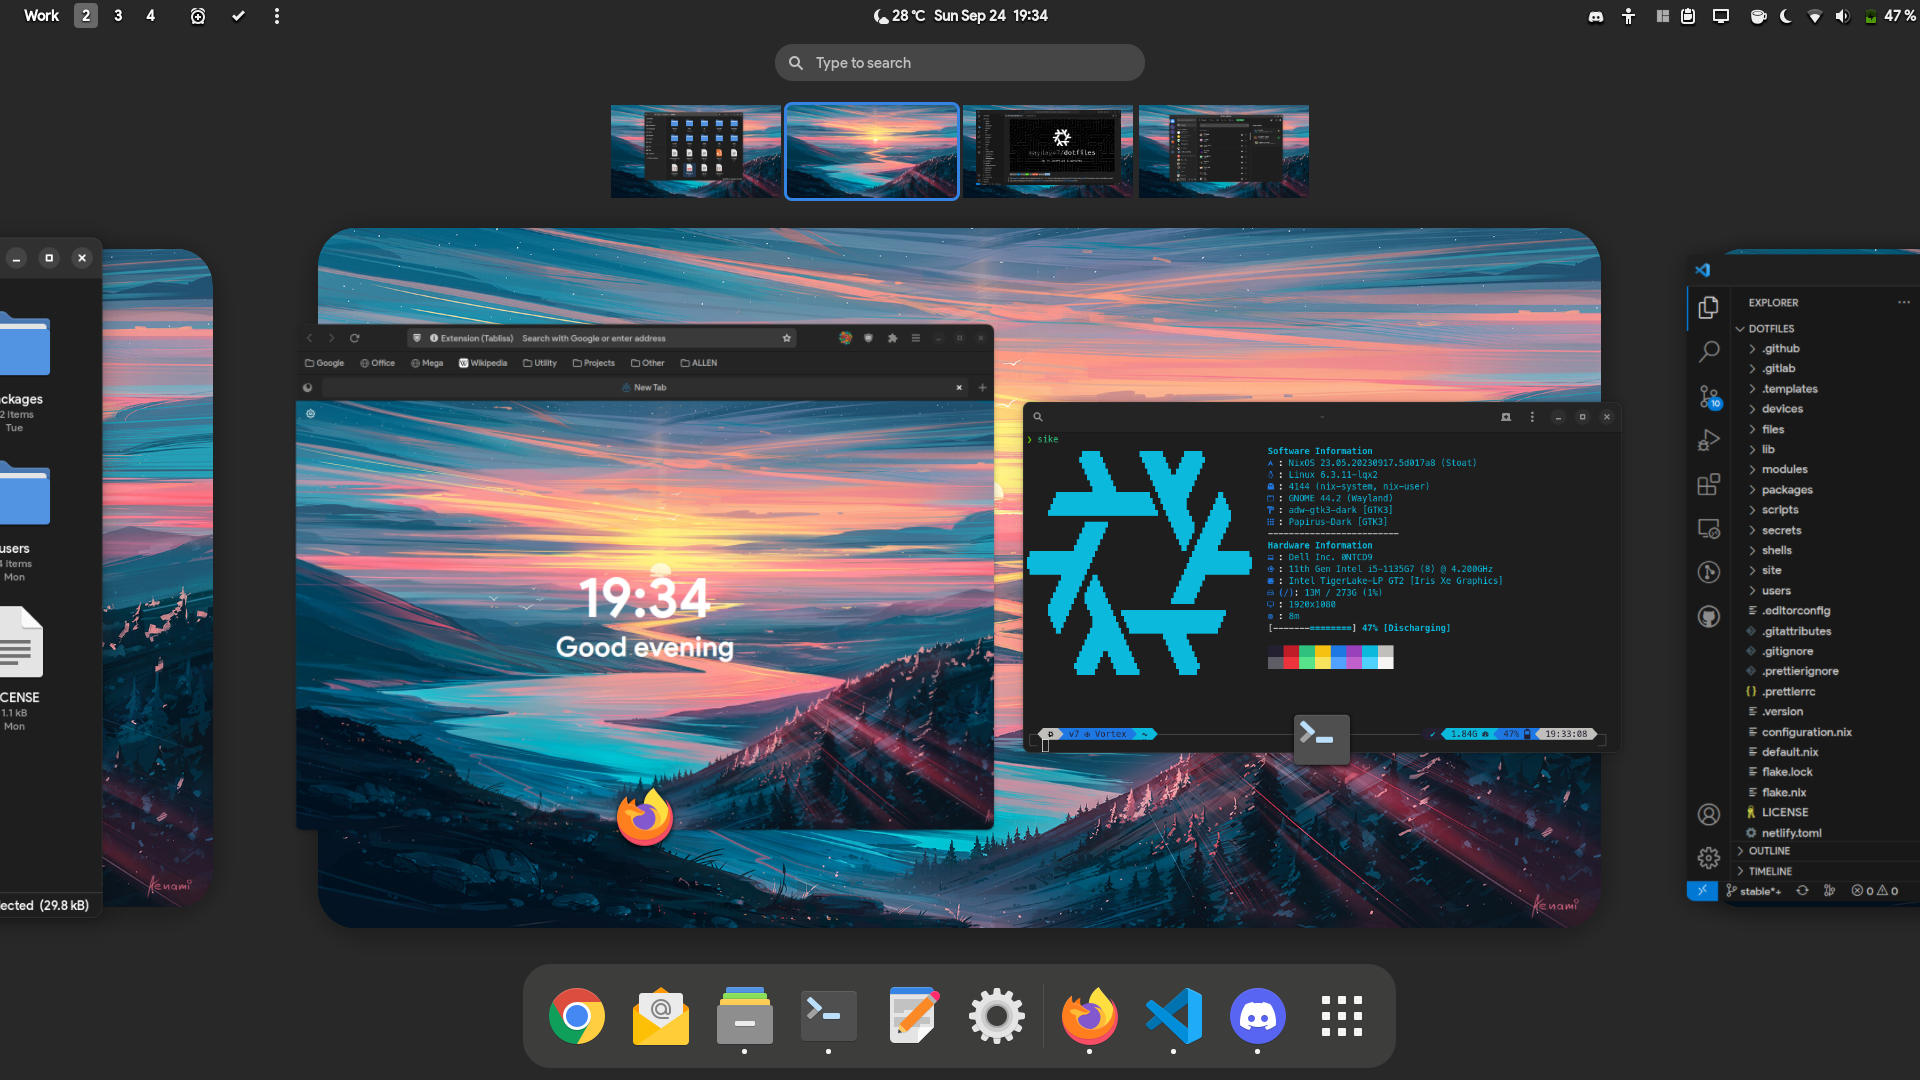 Work 2 3 4
28 °C Sun Sep 24 19:34
47 %
Type to search
dotfiles
ckages
2 Items
Tue
users
4 Items
Mon
CENSE
1.1 kB
Mon
ected (29.8 kB)
Kenami
Extension (Tabliss) Search with Google or enter address
Google Office Mega Wikipedia Utility Projects Other ALLEN
New Tab
19:34
Good evening
❯ sike
Software Information
: NixOS 23.05.20230917.5d017a8 (Stoat)
: Linux 6.3.11-lqx2
: 4144 (nix-system, nix-user)
: GNOME 44.2 (Wayland)
: adw-gtk3-dark [GTK3]
: Papirus-Dark [GTK3]
-------------------------
Hardware Information
: Dell Inc. 0NTCD9
: 11th Gen Intel i5-1135G7 (8) @ 4.200GHz
: Intel TigerLake-LP GT2 [Iris Xe Graphics]
(/): 13M / 273G (1%)
: 1920x1080
: 8m
[-------========] 47% [Discharging]
v7 Vortex ~
✓ 1.84G 47% 19:33:08
Kenami
EXPLORER ...
DOTFILES
.github
.gitlab
.templates
devices
files
lib
modules
packages
scripts
secrets
shells
site
users
.editorconfig
.gitattributes
.gitignore
.prettierignore
{} .prettierrc
.version
configuration.nix
default.nix
flake.lock
flake.nix
LICENSE
netlify.toml
OUTLINE
TIMELINE
10
stable*+ 0 0